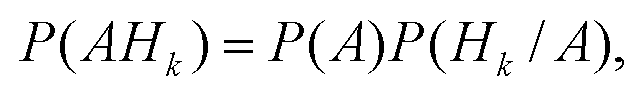 P(AH_k) = P(A)P(H_k / A),